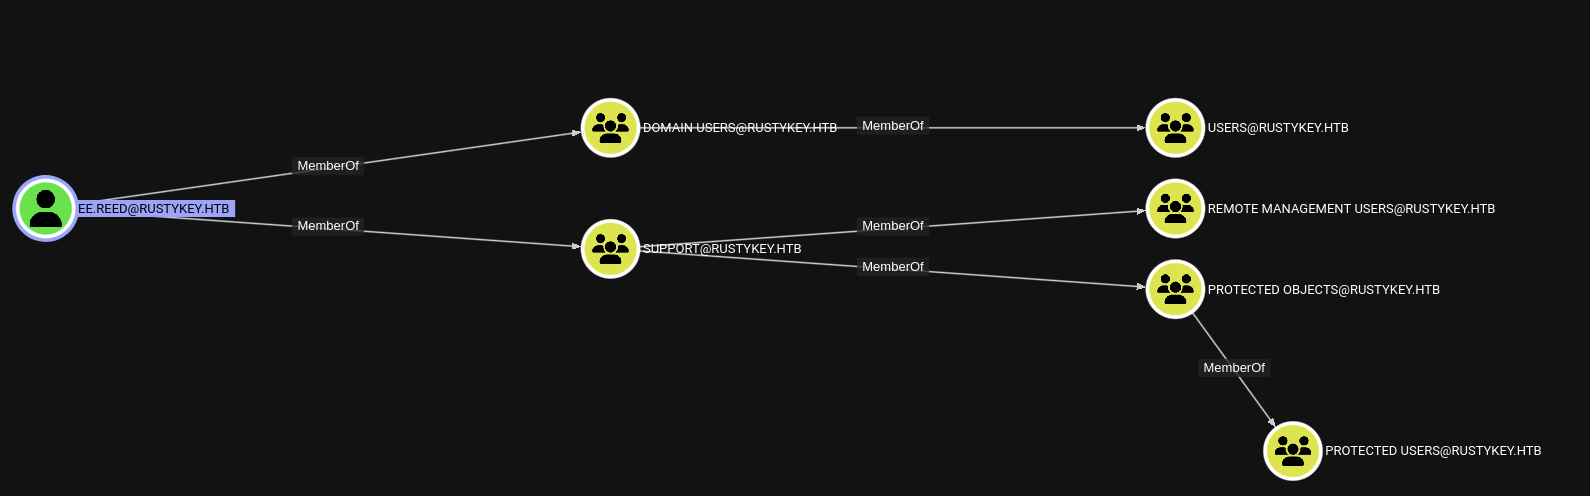 DOMAIN USERS@RUSTYKEY.HTB
MemberOf
USERS@RUSTYKEY.HTB
MemberOf
EE.REED@RUSTYKEY.HTB
MemberOf
REMOTE MANAGEMENT USERS@RUSTYKEY.HTB
MemberOf
SUPPORT@RUSTYKEY.HTB
MemberOf
PROTECTED OBJECTS@RUSTYKEY.HTB
MemberOf
PROTECTED USERS@RUSTYKEY.HTB